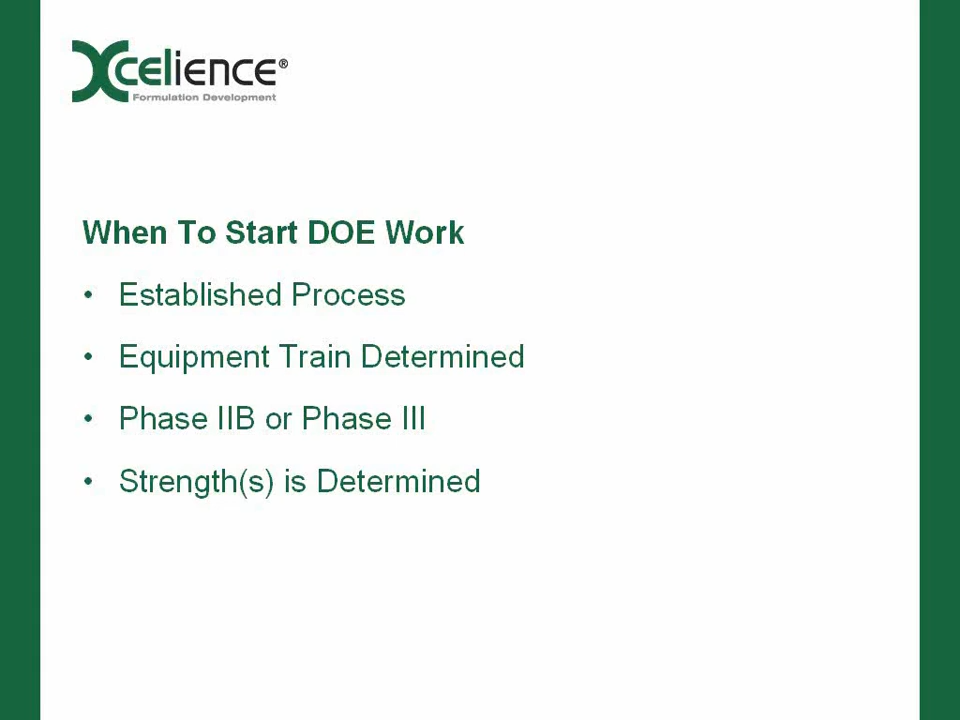 Xcelience®
Formulation Development
When To Start DOE Work
• Established Process
• Equipment Train Determined
• Phase IIB or Phase III
• Strength(s) is Determined